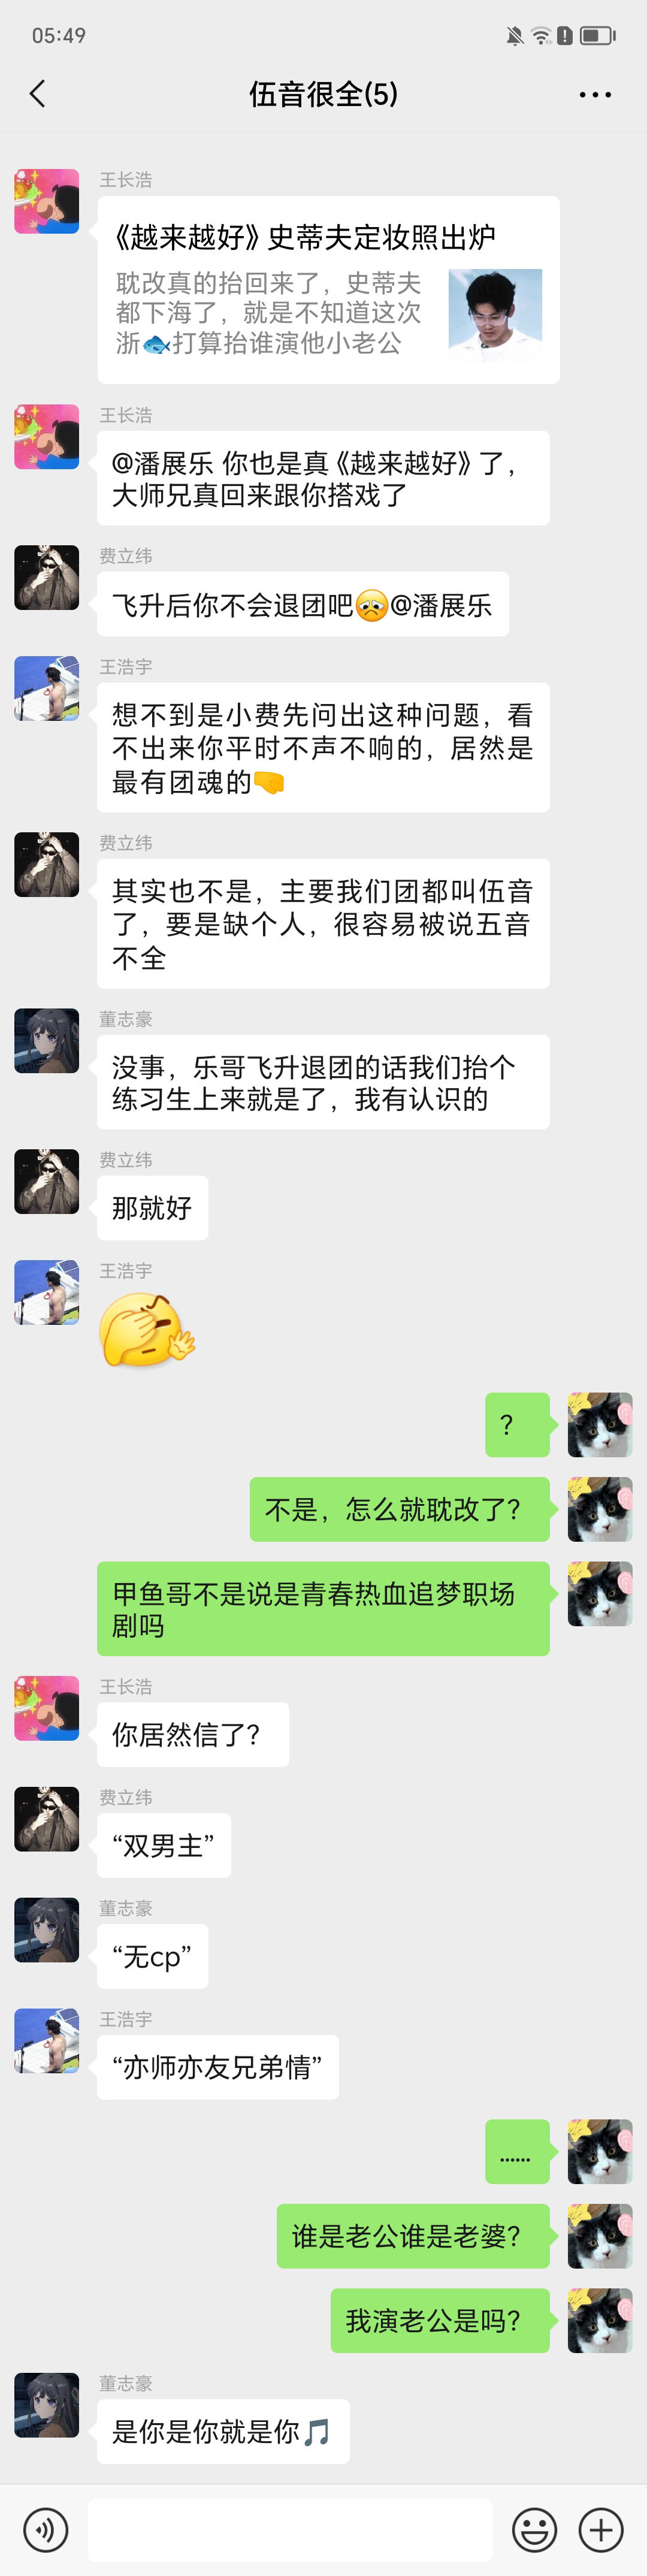 05:49
伍音很全(5)
王长浩
《越来越好》史蒂夫定妆照出炉
耽改真的抬回来了，史蒂夫
都下海了，就是不知道这次
浙🐟打算抬谁演他小老公
王长浩
@潘展乐 你也是真《越来越好》了，
大师兄真回来跟你搭戏了
费立纬
飞升后你不会退团吧😟@潘展乐
王浩宇
想不到是小费先问出这种问题，看
不出来你平时不声不响的，居然是
最有团魂的🤜
费立纬
其实也不是，主要我们团都叫伍音
了，要是缺个人，很容易被说五音
不全
董志豪
没事，乐哥飞升退团的话我们抬个
练习生上来就是了，我有认识的
费立纬
那就好
王浩宇
？
不是，怎么就耽改了？
甲鱼哥不是说是青春热血追梦职场
剧吗
王长浩
你居然信了？
费立纬
“双男主”
董志豪
“无cp”
王浩宇
“亦师亦友兄弟情”
......
谁是老公谁是老婆？
我演老公是吗？
董志豪
是你是你就是你🎵